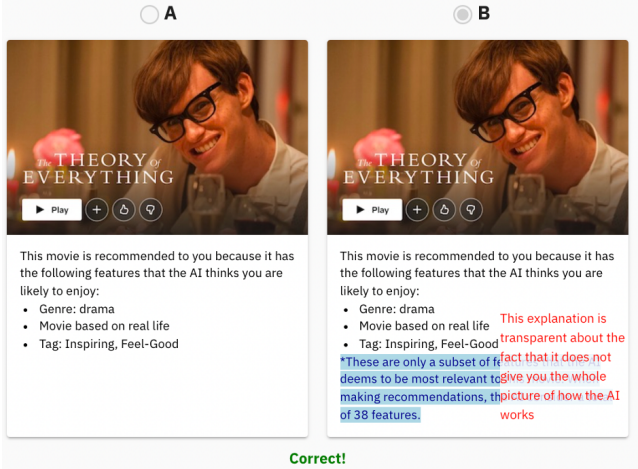 A
B
The THEORY Of
EVERYTHING
Play
This movie is recommended to you because it has
the following features that the AI thinks you are
likely to enjoy:
• Genre: drama
• Movie based on real life
• Tag: Inspiring, Feel-Good
The THEORY Of
EVERYTHING
Play
This movie is recommended to you because it has
the following features that the AI thinks you are
likely to enjoy:
• Genre: drama
• Movie based on real life
• Tag: Inspiring, Feel-Good
*These are only a subset of features that the AI
deems to be most relevant to
making recommendations, th
of 38 features.
This explanation is
transparent about the
fact that it does not
give you the whole
picture of how the AI
works
Correct!